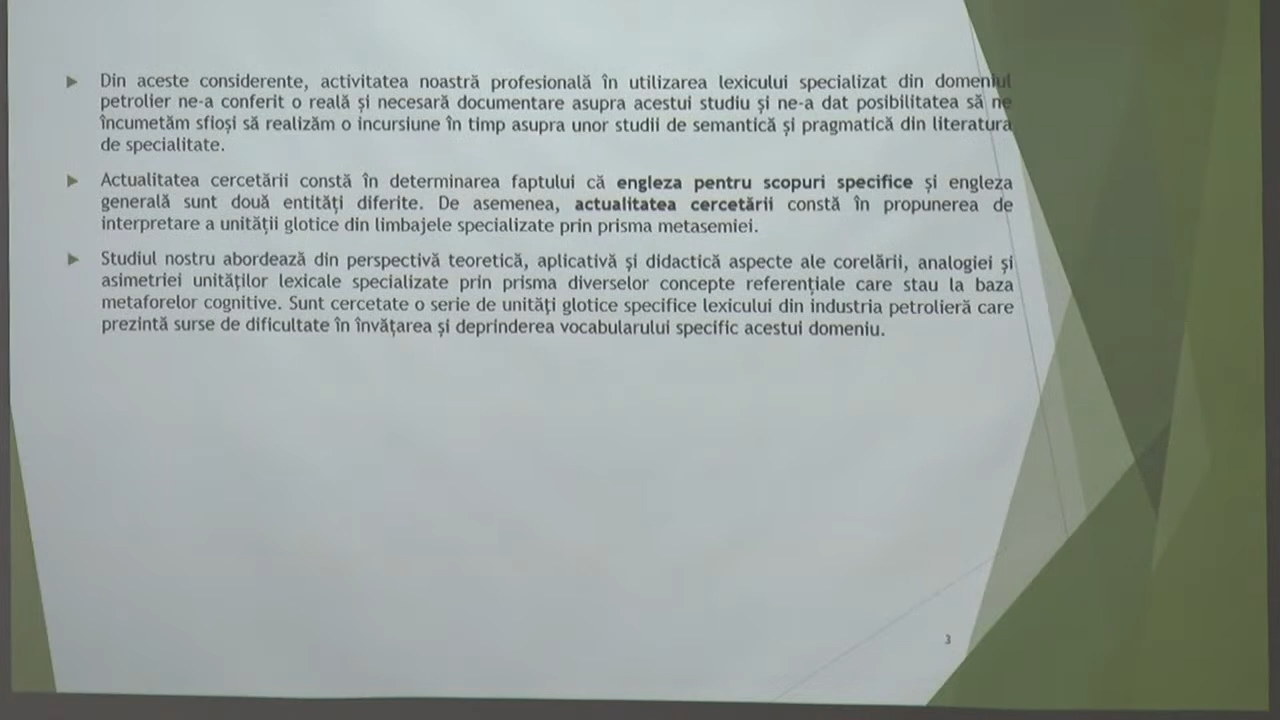 Din aceste considerente, activitatea noastră profesională în utilizarea lexicului specializat din domeniul
petrolier ne-a conferit o reală și necesară documentare asupra acestui studiu și ne-a dat posibilitatea să ne
încumetăm sfioși să realizăm o incursiune în timp asupra unor studii de semantică și pragmatică din literatura
de specialitate.
Actualitatea cercetării constă în determinarea faptului că engleza pentru scopuri specifice și engleza
generală sunt două entități diferite. De asemenea, actualitatea cercetării constă în propunerea de
interpretare a unității glotice din limbajele specializate prin prisma metasemiei.
Studiul nostru abordează din perspectivă teoretică, aplicativă și didactică aspecte ale corelării, analogiei și
asimetriei unităților lexicale specializate prin prisma diverselor concepte referențiale care stau la baza
metaforelor cognitive. Sunt cercetate o serie de unități glotice specifice lexicului din industria petrolieră care
prezintă surse de dificultate în învățarea și deprinderea vocabularului specific acestui domeniu.
3